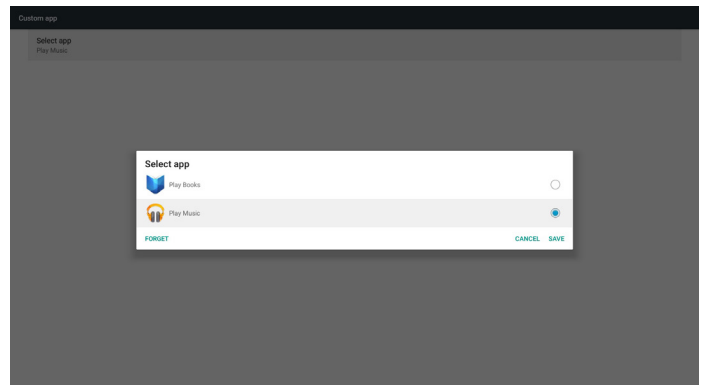 Custom app
Select app
Play Music
Select app
Play Books
Play Music
FORGET CANCEL SAVE